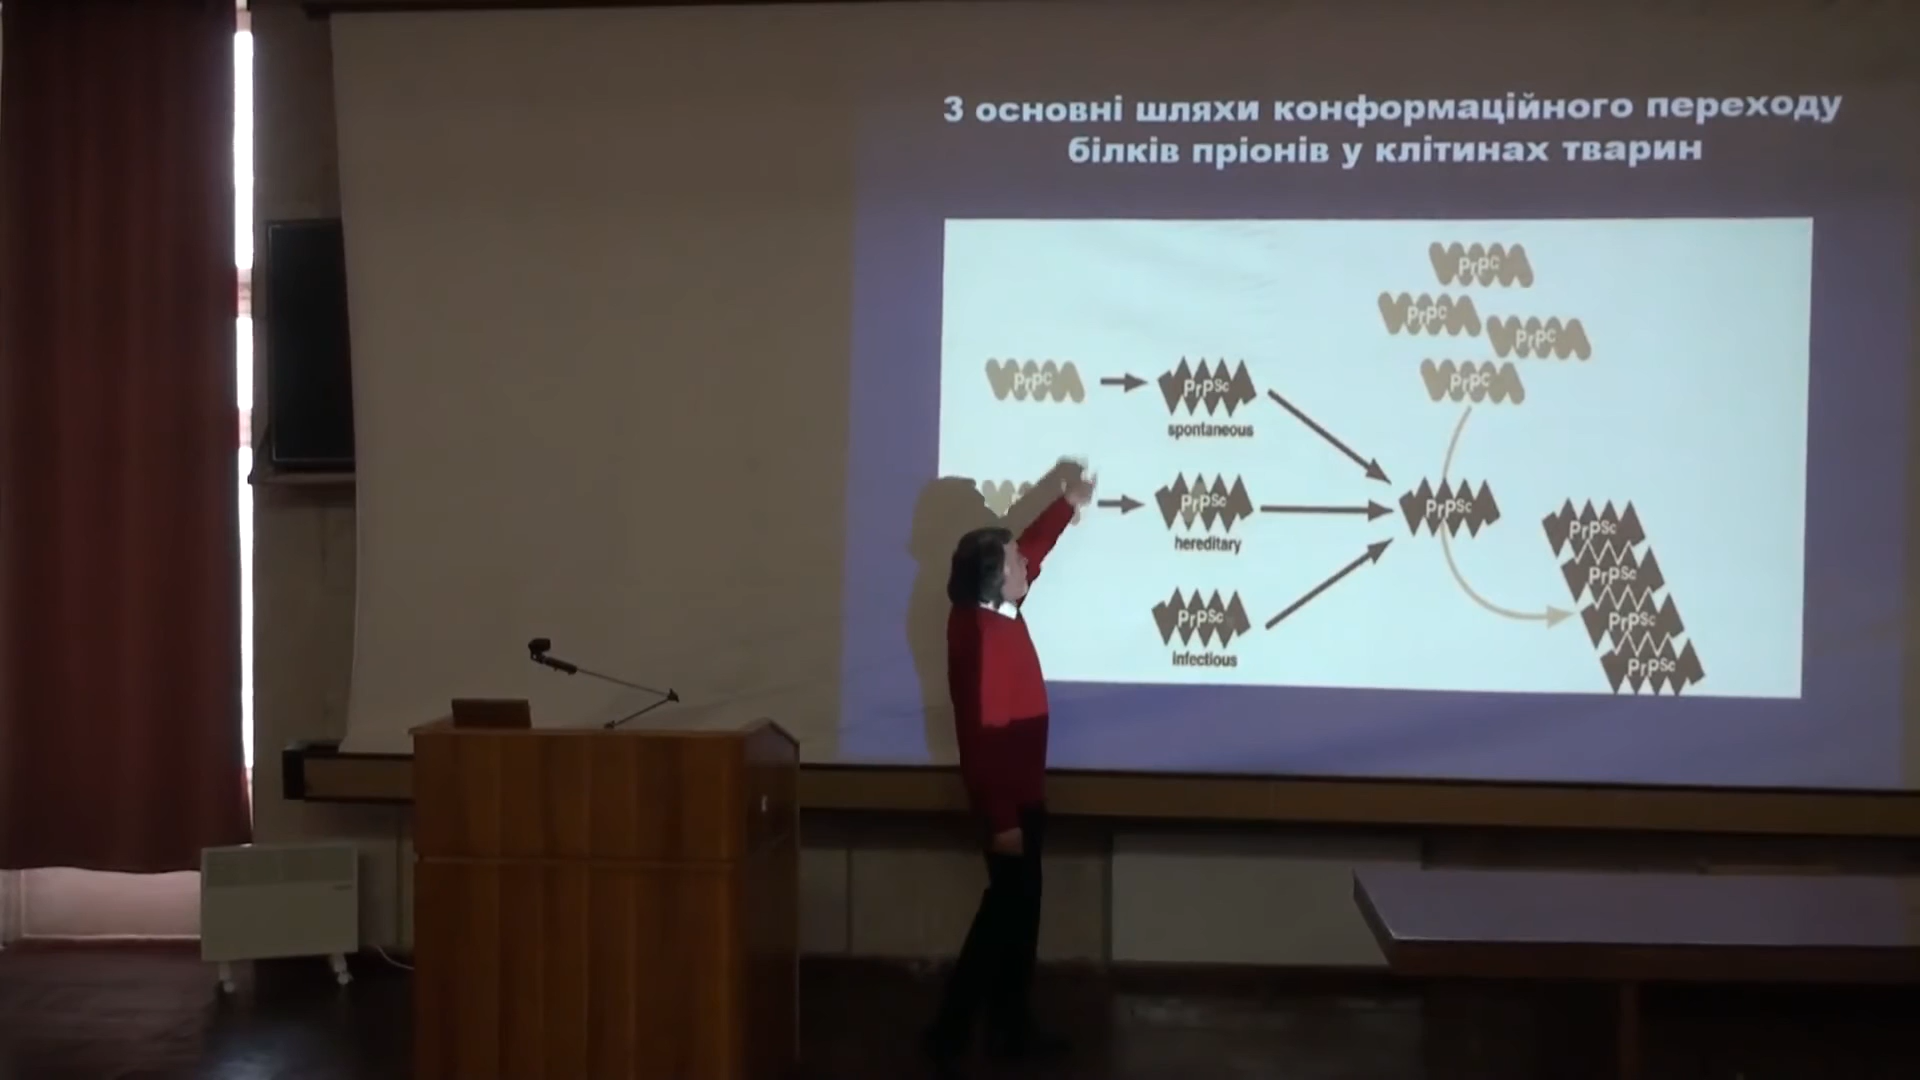 3 основні шляхи конформаційного переходу
білків пріонів у клітинах тварин
PrPC
PrPC
PrPC
PrPC
PrPC
PrPSc
spontaneous
PrPSc
hereditary
PrPSc
PrPSc
infectious
PrPSc
PrPSc
PrPSc
PrPSc